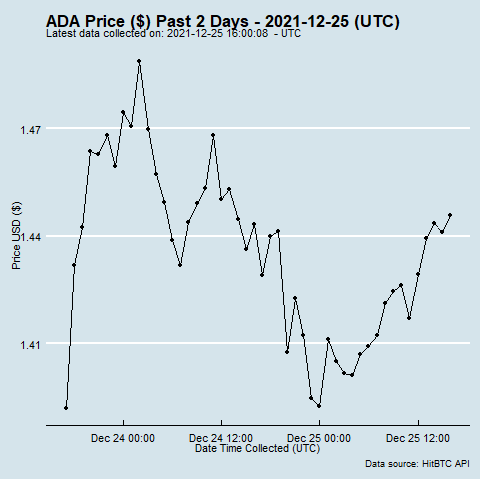 ADA Price ($) Past 2 Days - 2021-12-25 (UTC)
Latest data collected on: 2021-12-25 16:00:08 - UTC
1.47
1.44
1.41
Price USD ($)
Dec 24 00:00 Dec 24 12:00 Dec 25 00:00 Dec 25 12:00
Date Time Collected (UTC)
Data source: HitBTC API